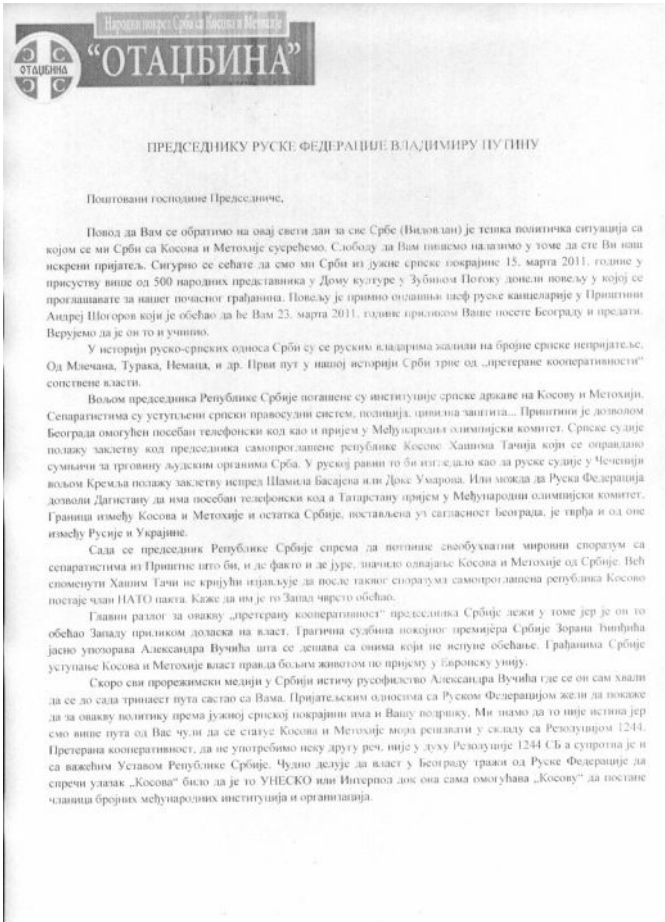 Народни покрет Срба са Косова и Метохије
"ОТАЏБИНА"
ОТАЏБИНА
ПРЕДСЕДНИКУ РУСКЕ ФЕДЕРАЦИЈЕ ВЛАДИМИРУ ПУТИНУ
Поштовани господине Председниче,
Повод да Вам се обратимо на овај свети дан за све Србе (Видовдан) је тешка политичка ситуација са
којом се ми Срби са Косова и Метохије сусрећемо. Слободу да Вам пишемо налазимо у томе да сте Ви наш
искрени пријатељ. Сигурно се сећате да смо ми Срби из јужне српске покрајине 15. марта 2011. године у
присуству више од 500 народних представника у Дому културе у Зубином Потоку донели повељу у којој се
проглашавате за нашег почасног грађанина. Повељу је примио ондашњи шеф руске канцеларије у Приштини
Андреј Шогоров који је обећао да ће Вам 23. марта 2011. године приликом Ваше посете Београду и предати.
Верујемо да је он то и учинио.
У историји руско-српских односа Срби су се руским владарима жалили на бројне српске непријатеље.
Од Млечана, Турака, Немаца, и др. Први пут у нашој историји Срби трпе од „претеране кооперативности“
сопствене власти.
Вољом председника Републике Србије погашене су институције српске државе на Косову и Метохији.
Сепаратистима су уступљени српски правосудни систем, полиција, цивилна заштита... Приштини је дозволом
Београда омогућен посебан телефонски код као и пријем у Међународни олимпијски комитет. Српске судије
полажу заклетву код председника самопроглашене републике Косово Хашима Тачија који се оправдано
сумњичи за трговину људским органима Срба. У руској равни то би изгледало као да руске судије у Чеченији
вољом Кремља полажу заклетву испред Шамила Басајева или Доке Умарова. Или можда да Руска Федерација
дозволи Дагистану да има посебан телефонски код а Татарстану пријем у Међународни олимпијски комитет.
Граница између Косова и Метохије и остатка Србије, постављена уз сагласност Београда, је тврђа и од оне
између Русије и Украјине.
Сада се председник Републике Србије спрема да потпише свеобухватни мировни споразум са
сепаратистима из Приштине што би, и де факто и де јуре, значило одвајање Косова и Метохије од Србије. Већ
споменути Хашим Тачи не кријући изјављује да после таквог споразума самопроглашена република Косово
постаје члан НАТО пакта. Каже да им је то Запад чврсто обећао.
Главни разлог за овакву „претерану кооперативност“ председника Србије лежи у томе јер је он то
обећао Западу приликом доласка на власт. Трагична судбина покојног премијера Србије Зорана Ђинђића
јасно упозорава Александра Вучића шта се дешава са онима који не испуне обећање. Грађанима Србије
уступање Косова и Метохије власт правда бољим животом по пријему у Европску унију.
Скоро сви прорежимски медији у Србији истичу русофилство Александра Вучића где се он сам хвали
да се до сада тринаест пута састао са Вама. Пријатељским односима са Руском Федерацијом жели да покаже
да за овакву политику према јужној српској покрајини има и Вашу подршку. Ми знамо да то није истина јер
смо више пута од Вас чули да се статус Косова и Метохије мора решавати у складу са Резолуцијом 1244.
Претерана кооперативност, да не употребимо неку другу реч, није у духу Резолуције 1244 СБ а супротна је и
са важећим Уставом Републике Србије. Чудно делује да власт у Београду тражи од Руске Федерације да
спречи улазак „Косова“ било да је то УНЕСКО или Интерпол док она сама омогућава „Косову“ да постане
чланица бројних међународних институција и организација.